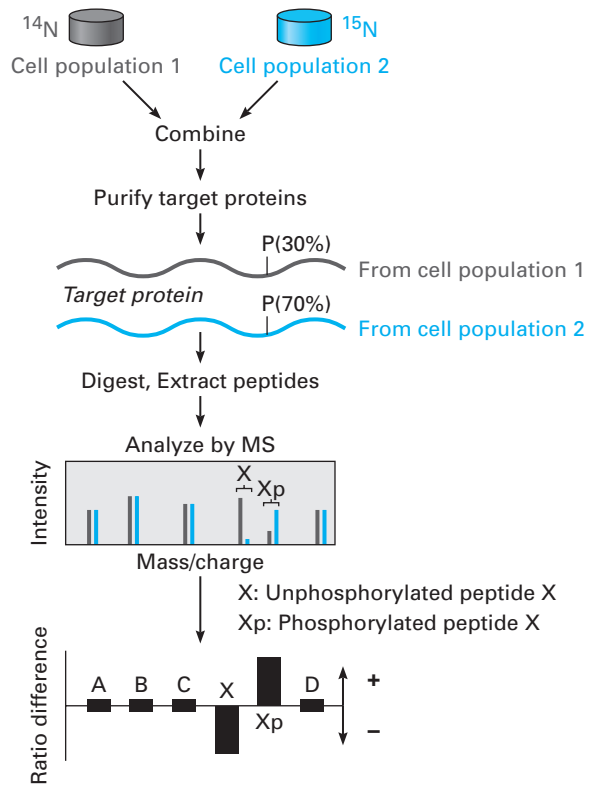 ¹⁴N
¹⁵N
Cell population 1
Cell population 2
Combine
Purify target proteins
P(30%)
From cell population 1
Target protein
P(70%)
From cell population 2
Digest, Extract peptides
Analyze by MS
Intensity
X
Xp
Mass/charge
X: Unphosphorylated peptide X
Xp: Phosphorylated peptide X
Ratio difference
A B C X D
Xp
+
–